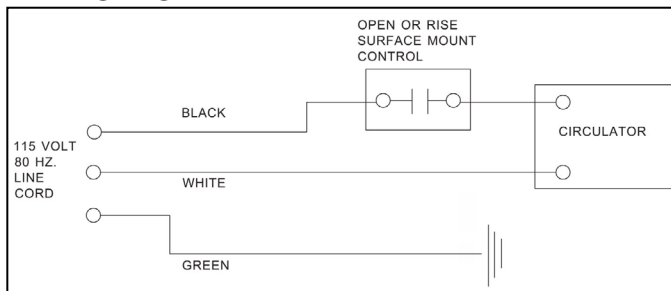 OPEN OR RISE
SURFACE MOUNT
CONTROL
BLACK
CIRCULATOR
115 VOLT
80 HZ.
LINE
CORD
WHITE
GREEN